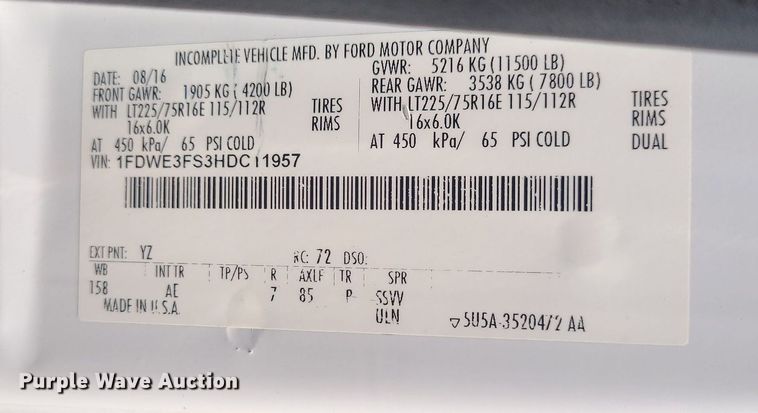 INCOMPLETE VEHICLE MFD. BY FORD MOTOR COMPANY
DATE: 08/16 GVWR: 5216 KG (11500 LB)
FRONT GAWR: 1905 KG (4200 LB) REAR GAWR: 3538 KG (7800 LB)
WITH LT225/75R16E 115/112R TIRES WITH LT225/75R16E 115/112R TIRES
16x6.0K RIMS 16x6.0K RIMS
AT 450 kPa/ 65 PSI COLD AT 450 kPa/ 65 PSI COLD DUAL
VIN: 1FDWE3FS3HDC11957
EXT PNT: YZ RC: 72 DSO:
WB INT TR TP/PS R AXLE TR SPR
158 AE 7 85 P SSVV
MADE IN U.S.A. ULN ▽5U5A-3520472 AA
Purple Wave Auction